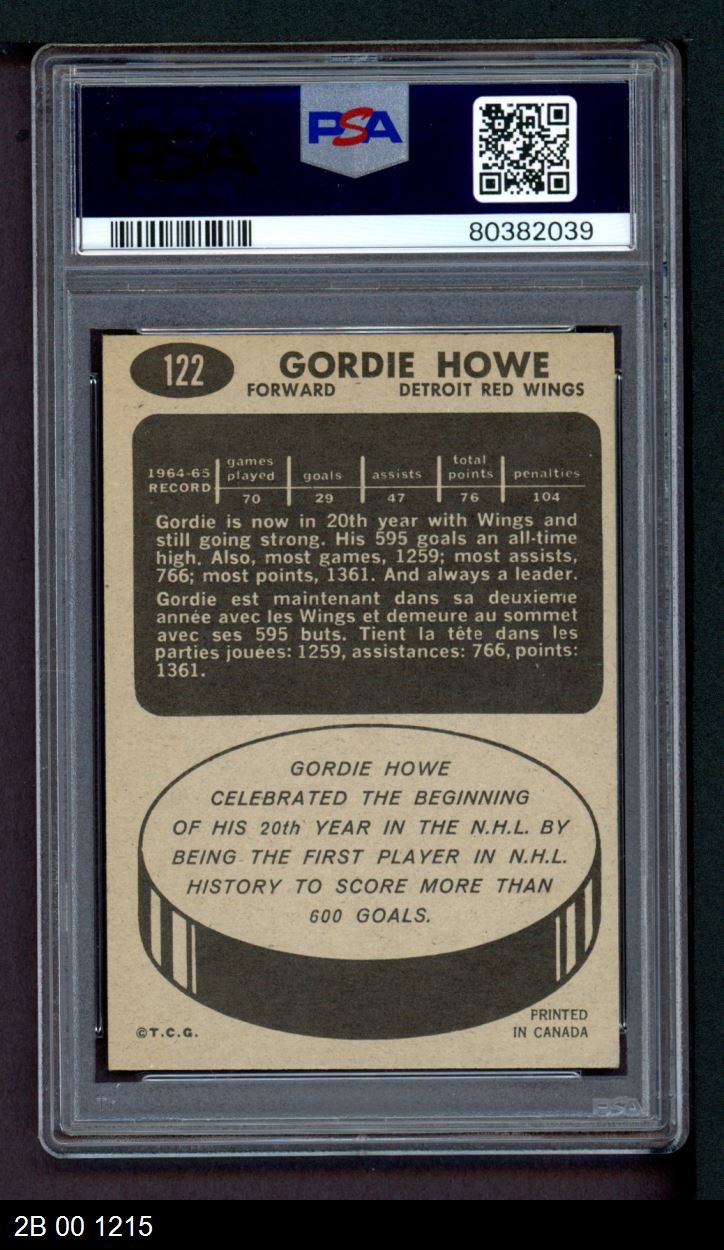 PSA
PSA
80382039
122 GORDIE HOWE
FORWARD DETROIT RED WINGS
1964-65 RECORD games played goals assists total points penalties
70 29 47 76 104
Gordie is now in 20th year with Wings and
still going strong. His 595 goals an all-time
high. Also, most games, 1259; most assists,
766; most points, 1361. And always a leader.
Gordie est maintenant dans sa deuxieme
année avec les Wings et demeure au sommet
avec ses 595 buts. Tient la tête dans les
parties jouées: 1259, assistances: 766, points:
1361.
GORDIE HOWE
CELEBRATED THE BEGINNING
OF HIS 20th YEAR IN THE N.H.L. BY
BEING THE FIRST PLAYER IN N.H.L.
HISTORY TO SCORE MORE THAN
600 GOALS.
©T.C.G.
PRINTED
IN CANADA
PSA
2B 00 1215